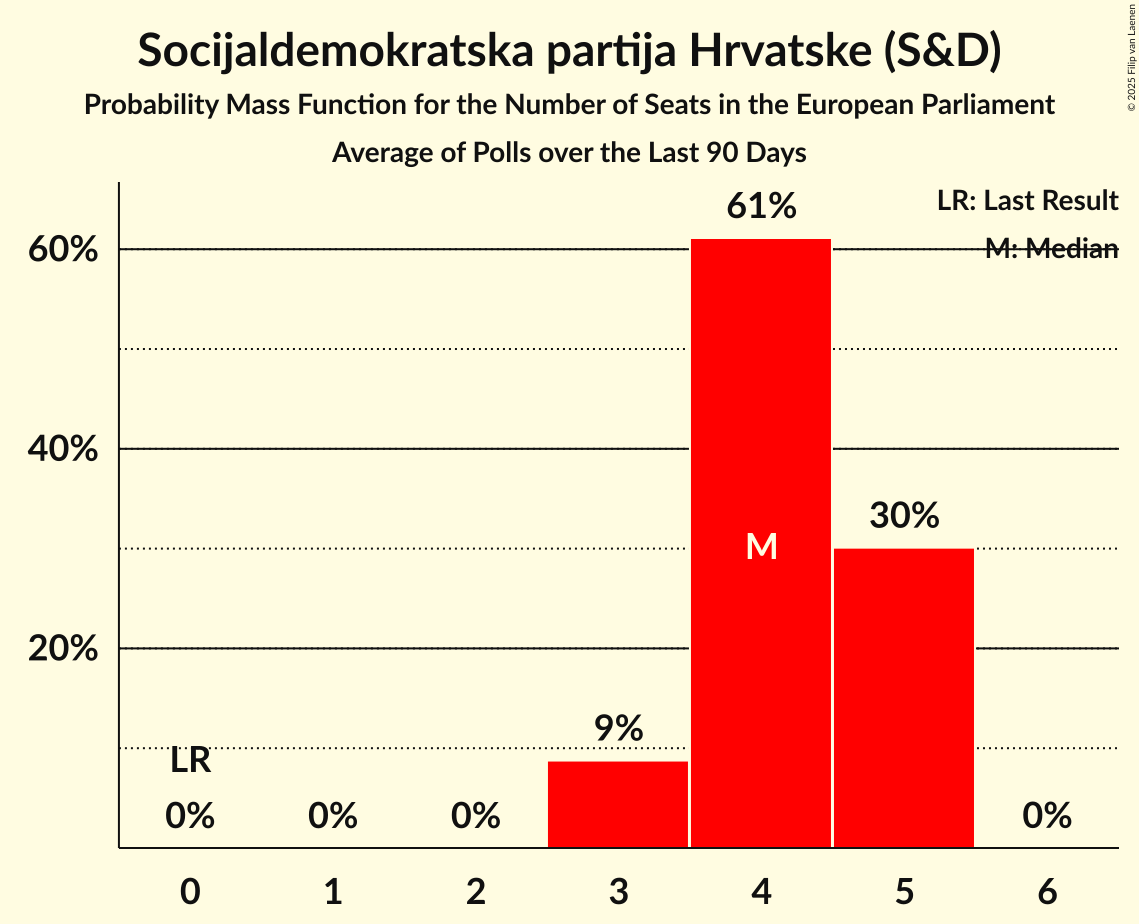 Socijaldemokratska partija Hrvatske (S&D)
Probability Mass Function for the Number of Seats in the European Parliament
Average of Polls over the Last 90 Days
© 2025 Filip van Laenen
LR: Last Result
M: Median
61%
60%
40%
30%
M
20%
9%
LR
0% 0% 0% 0%
0 1 2 3 4 5 6